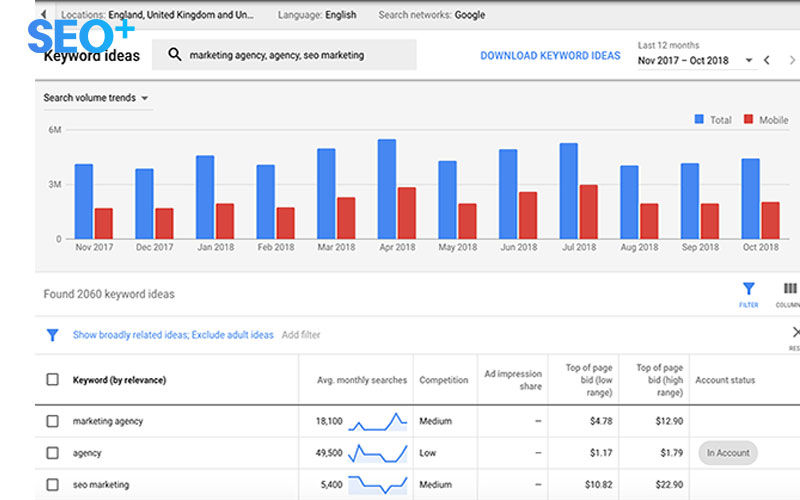 Locations: England, United Kingdom and Un... Language: English Search networks: Google
SEO+
Keyword ideas marketing agency, agency, seo marketing DOWNLOAD KEYWORD IDEAS Last 12 months
Nov 2017 – Oct 2018
Search volume trends
Total Mobile
6M
3M
0
Nov 2017 Dec 2017 Jan 2018 Feb 2018 Mar 2018 Apr 2018 May 2018 Jun 2018 Jul 2018 Aug 2018 Sep 2018 Oct 2018
Found 2060 keyword ideas
FILTER COLUMN
Show broadly related ideas; Exclude adult ideas Add filter
RES
Keyword (by relevance) Avg. monthly searches Competition Ad impression share Top of page bid (low range) Top of page bid (high range) Account status
marketing agency 18,100 Medium – $4.78 $12.90
agency 49,500 Low – $1.17 $1.79 In Account
seo marketing 5,400 Medium – $10.82 $22.90